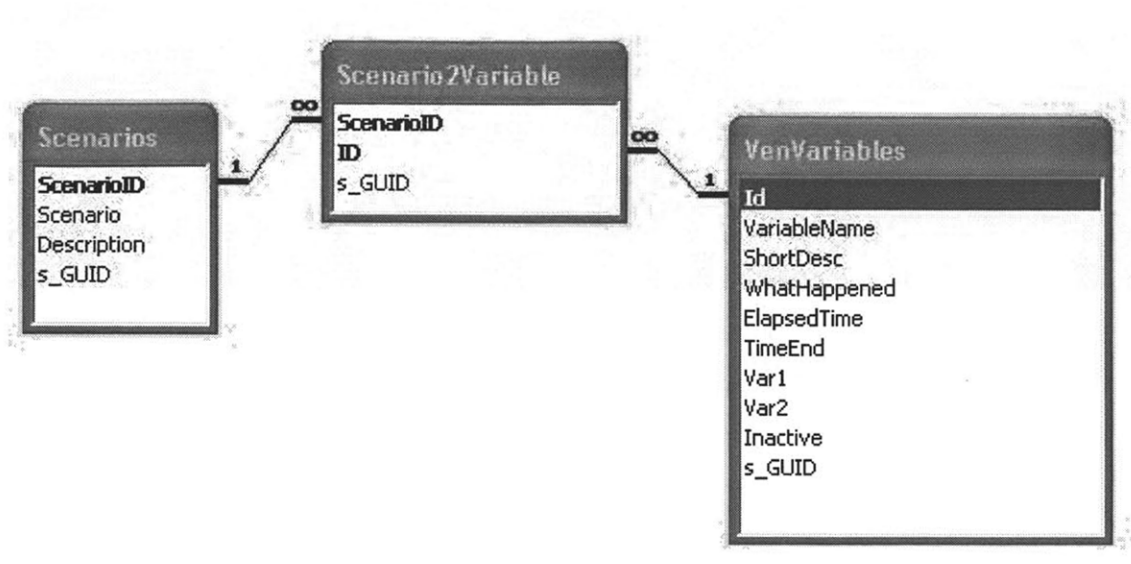 Scenarios
ScenarioID
Scenario
Description
s_GUID
1
∞
Scenario2Variable
ScenarioID
ID
s_GUID
∞
1
VenVariables
Id
VariableName
ShortDesc
WhatHappened
ElapsedTime
TimeEnd
Var1
Var2
Inactive
s_GUID